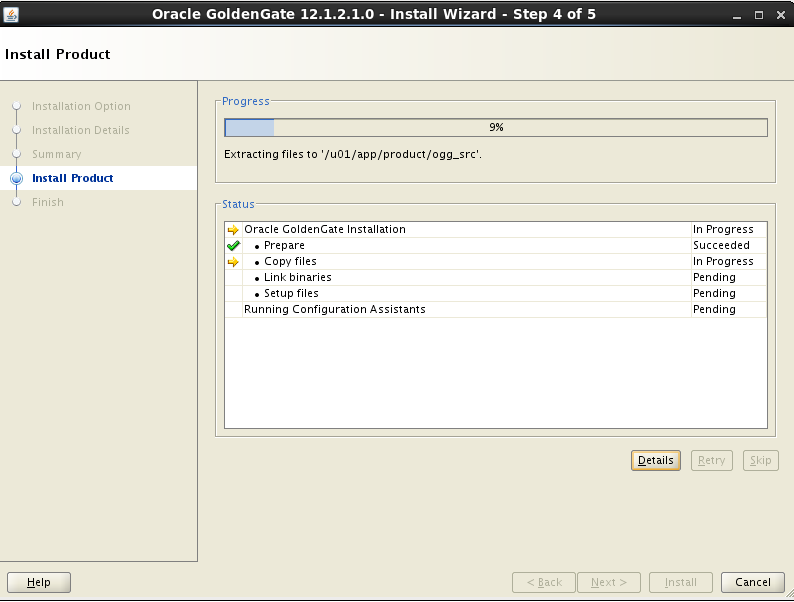 Oracle GoldenGate 12.1.2.1.0 - Install Wizard - Step 4 of 5
Install Product
Installation Option
Installation Details
Summary
Install Product
Finish
Progress
9%
Extracting files to '/u01/app/product/ogg_src'.
Status
Oracle GoldenGate Installation In Progress
• Prepare Succeeded
• Copy files In Progress
• Link binaries Pending
• Setup files Pending
Running Configuration Assistants Pending
Details Retry Skip
Help < Back Next > Install Cancel